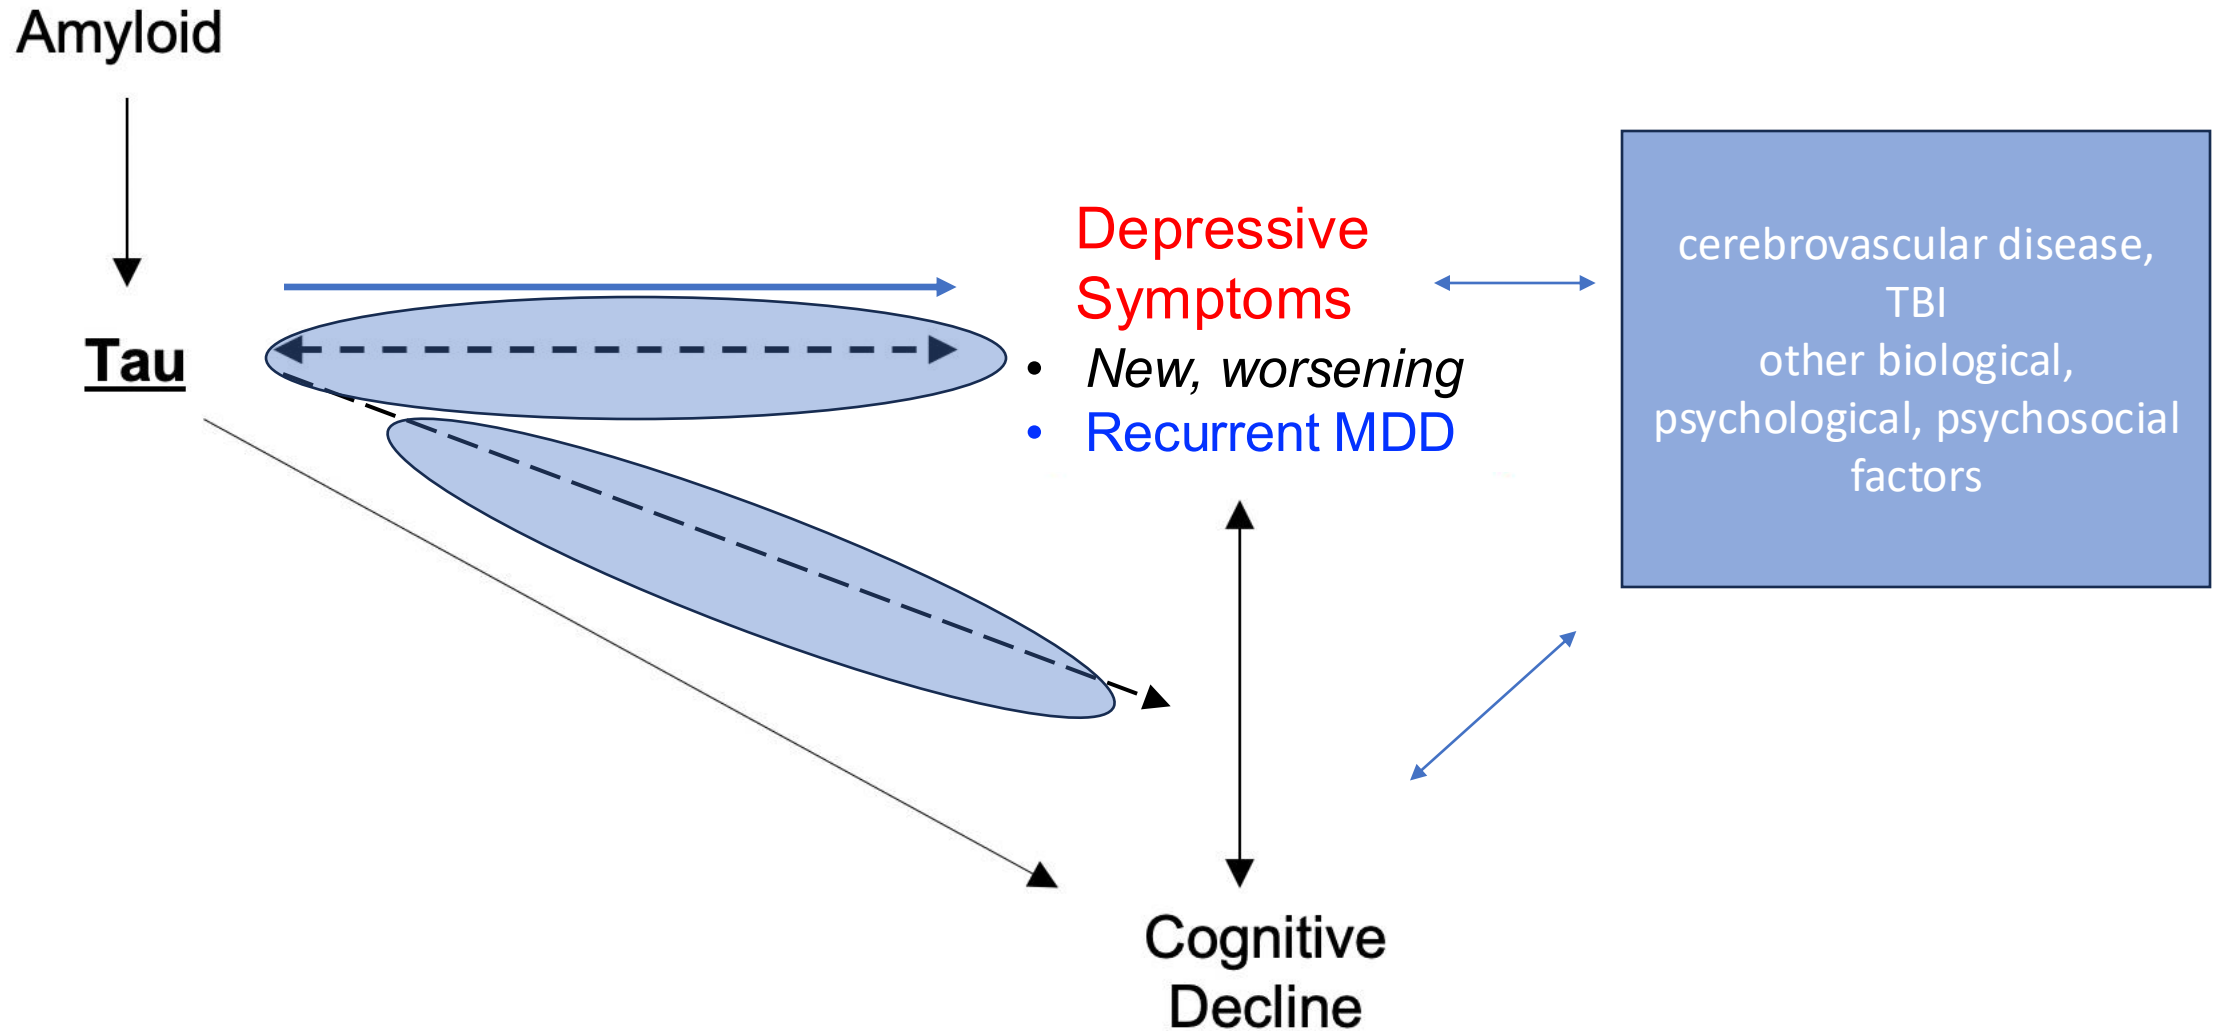 Amyloid
Tau
Depressive
Symptoms
• New, worsening
• Recurrent MDD
cerebrovascular disease,
TBI
other biological,
psychological, psychosocial
factors
Cognitive
Decline